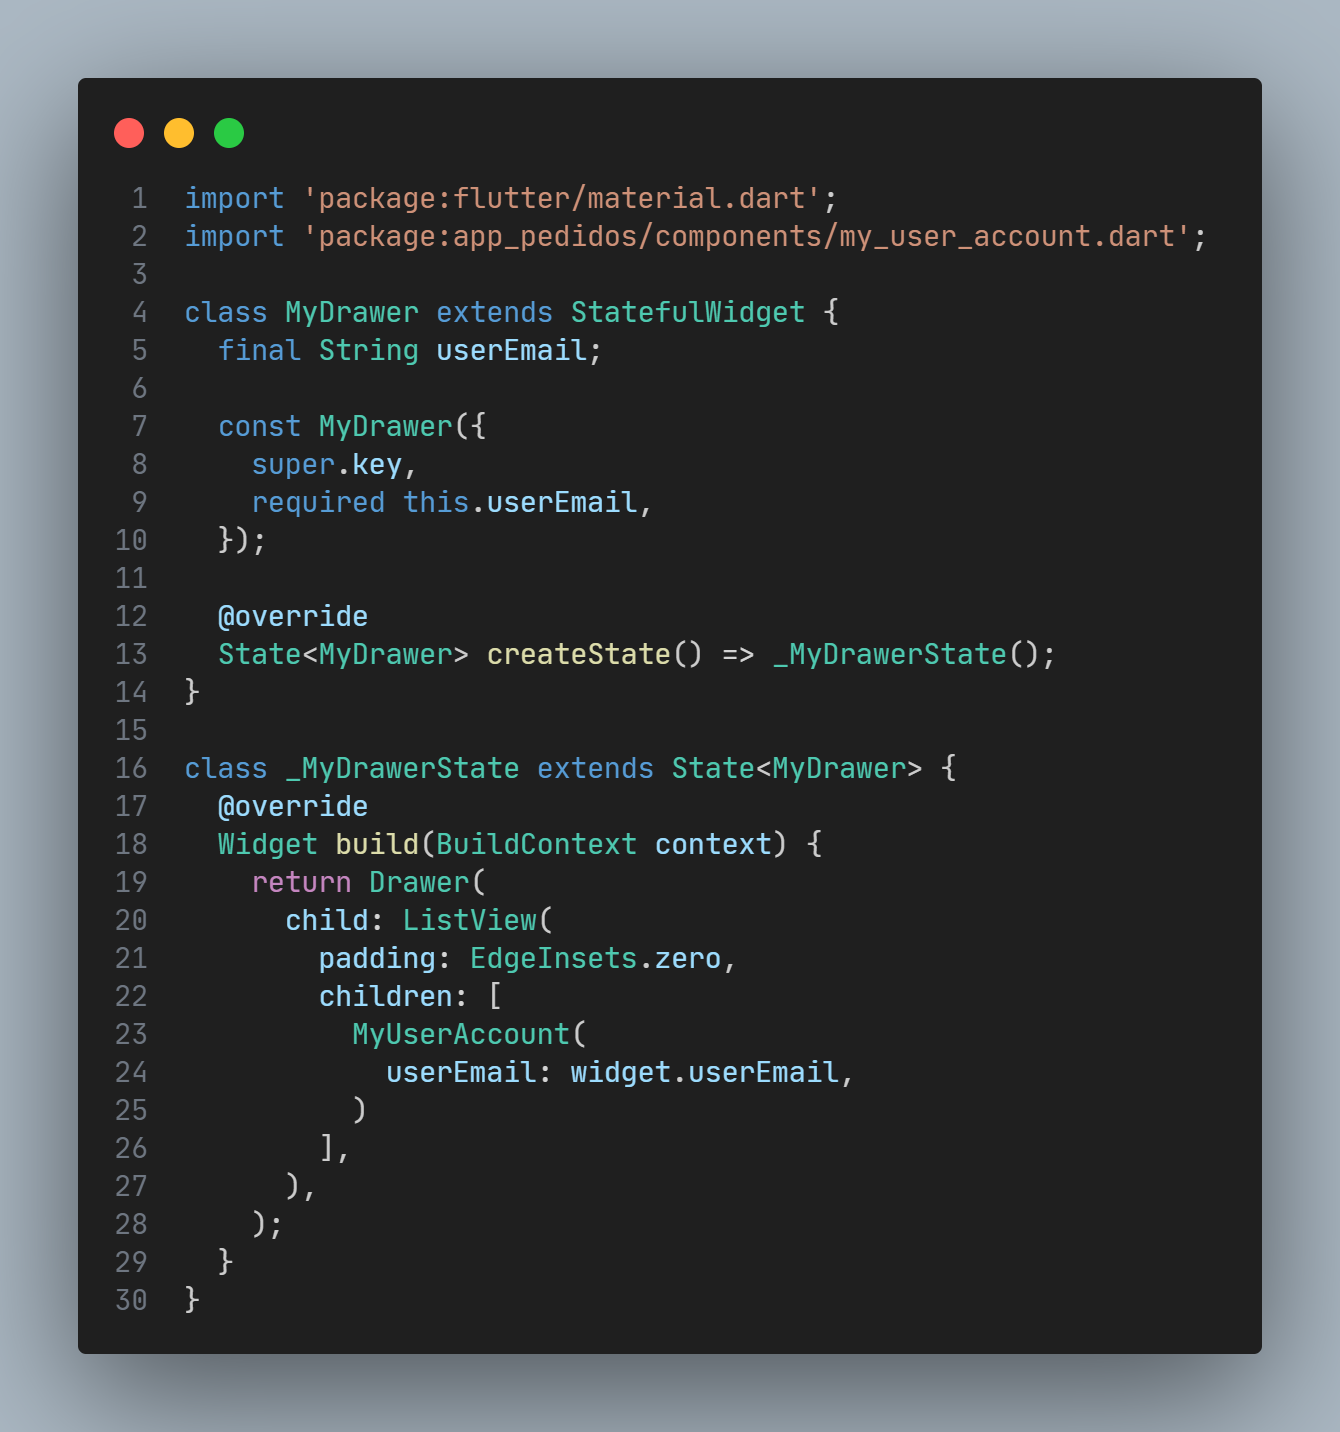 1 import 'package:flutter/material.dart';
2 import 'package:app_pedidos/components/my_user_account.dart';
3
4 class MyDrawer extends StatefulWidget {
5   final String userEmail;
6
7   const MyDrawer({
8     super.key,
9     required this.userEmail,
10   });
11
12   @override
13   State<MyDrawer> createState() => _MyDrawerState();
14 }
15
16 class _MyDrawerState extends State<MyDrawer> {
17   @override
18   Widget build(BuildContext context) {
19     return Drawer(
20       child: ListView(
21         padding: EdgeInsets.zero,
22         children: [
23           MyUserAccount(
24             userEmail: widget.userEmail,
25           )
26         ],
27       ),
28     );
29   }
30 }